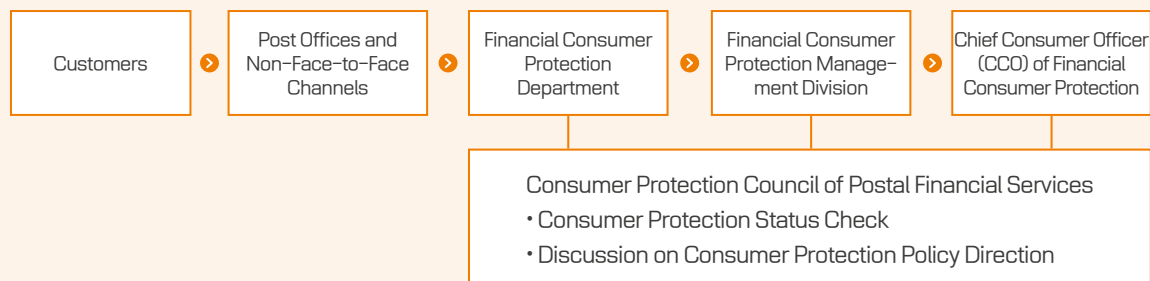 Customers
Post Offices and
Non-Face-to-Face
Channels
Financial Consumer
Protection
Department
Financial Consumer
Protection Manage-
ment Division
Chief Consumer Officer
(CCO) of Financial
Consumer Protection
Consumer Protection Council of Postal Financial Services
• Consumer Protection Status Check
• Discussion on Consumer Protection Policy Direction